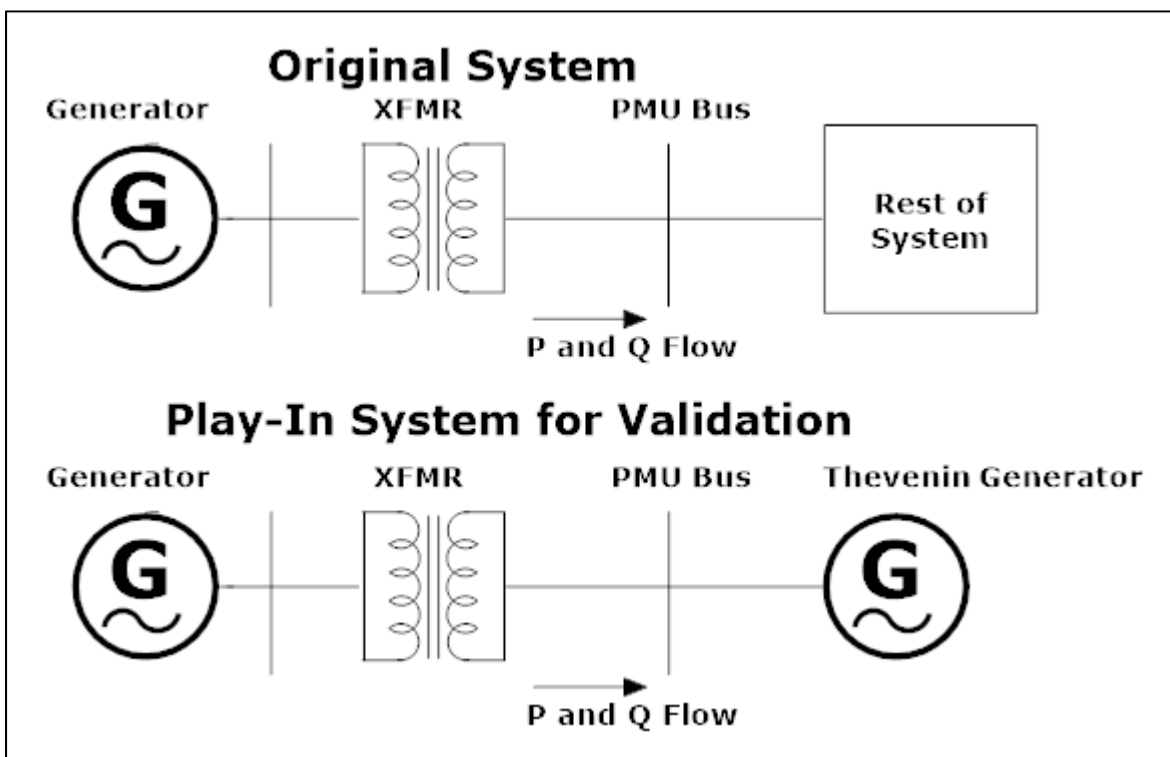 Original System
Generator XFMR PMU Bus
G
Rest of
System
P and Q Flow
Play-In System for Validation
Generator XFMR PMU Bus Thevenin Generator
G G
P and Q Flow